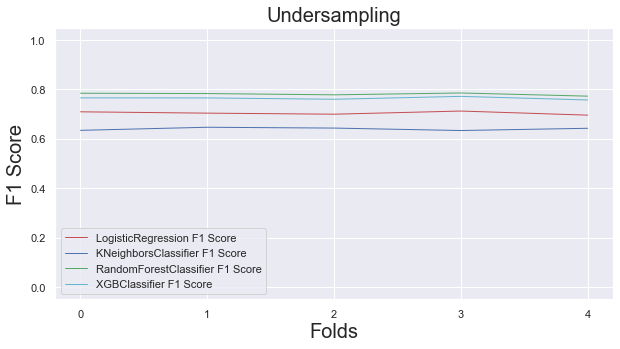 Undersampling
1.0
0.8
0.6
0.4
0.2
0.0
F1 Score
LogisticRegression F1 Score
KNeighborsClassifier F1 Score
RandomForestClassifier F1 Score
XGBClassifier F1 Score
0 1 2 3 4
Folds